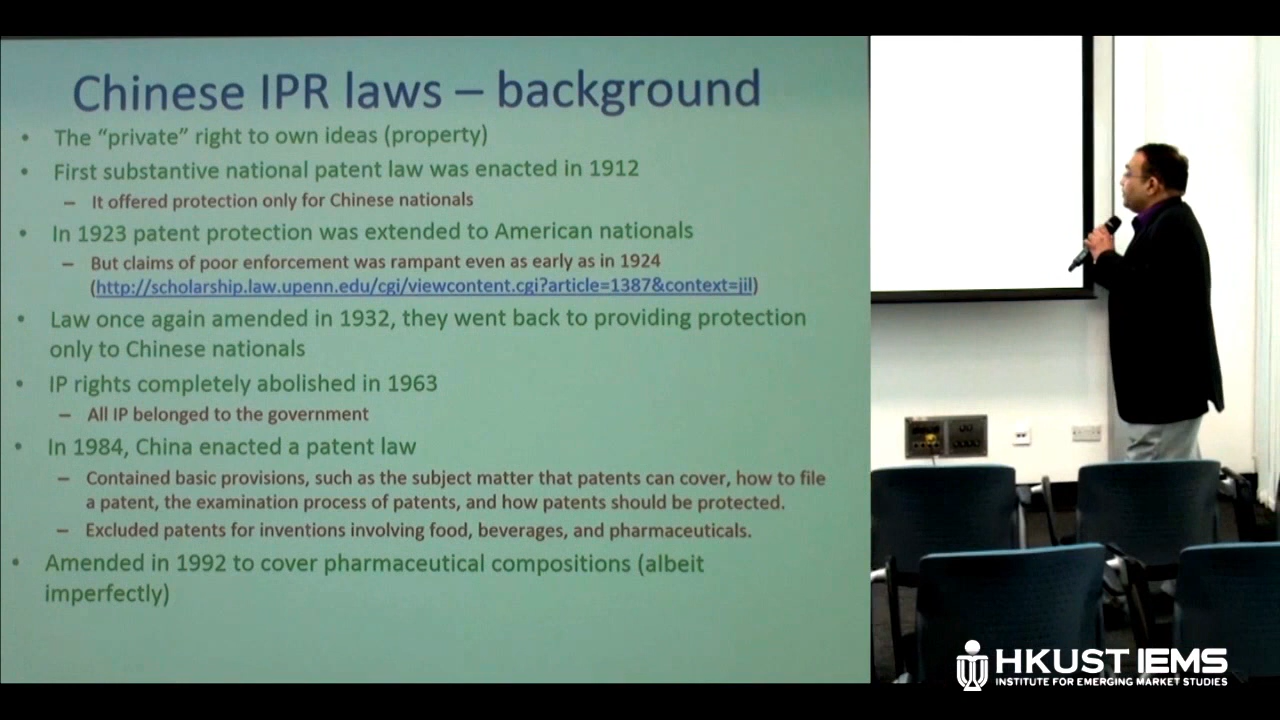 Chinese IPR laws – background
• The “private” right to own ideas (property)
• First substantive national patent law was enacted in 1912
– It offered protection only for Chinese nationals
• In 1923 patent protection was extended to American nationals
– But claims of poor enforcement was rampant even as early as in 1924
(http://scholarship.law.upenn.edu/cgi/viewcontent.cgi?article=1387&context=jil)
• Law once again amended in 1932, they went back to providing protection
only to Chinese nationals
• IP rights completely abolished in 1963
– All IP belonged to the government
• In 1984, China enacted a patent law
– Contained basic provisions, such as the subject matter that patents can cover, how to file
a patent, the examination process of patents, and how patents should be protected.
– Excluded patents for inventions involving food, beverages, and pharmaceuticals.
• Amended in 1992 to cover pharmaceutical compositions (albeit
imperfectly)
HKUST IEMS
INSTITUTE FOR EMERGING MARKET STUDIES